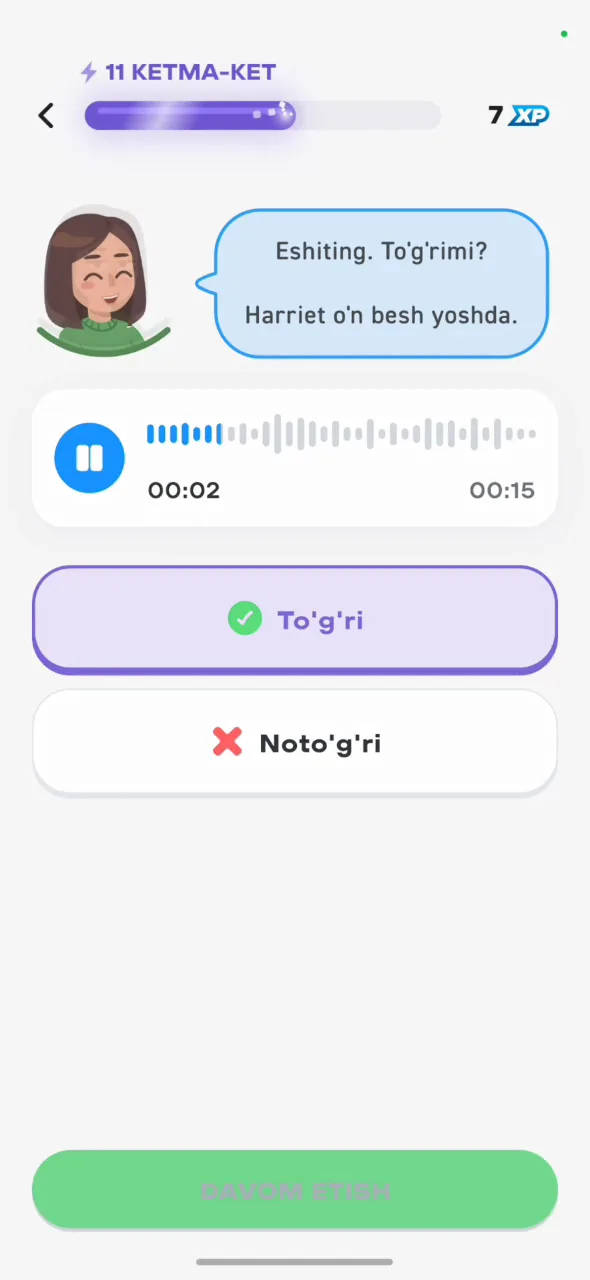 11 KETMA-KET
7 XP
Eshiting. To'g'rimi?
Harriet o'n besh yoshda.
00:02
00:15
To'g'ri
Noto'g'ri
DAVOM ETISH